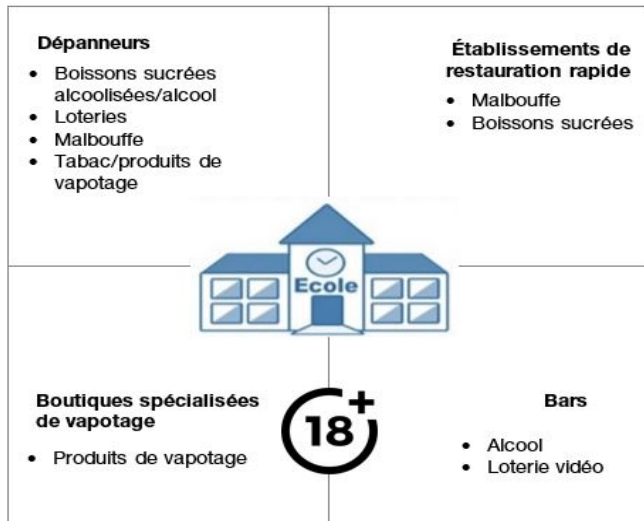 Dépanneurs
• Boissons sucrées
alcoolisées/alcool
• Loteries
• Malbouffe
• Tabac/produits de
vapotage
Établissements de
restauration rapide
• Malbouffe
• Boissons sucrées
Ecole
Boutiques spécialisées
de vapotage
• Produits de vapotage
18+
Bars
• Alcool
• Loterie vidéo